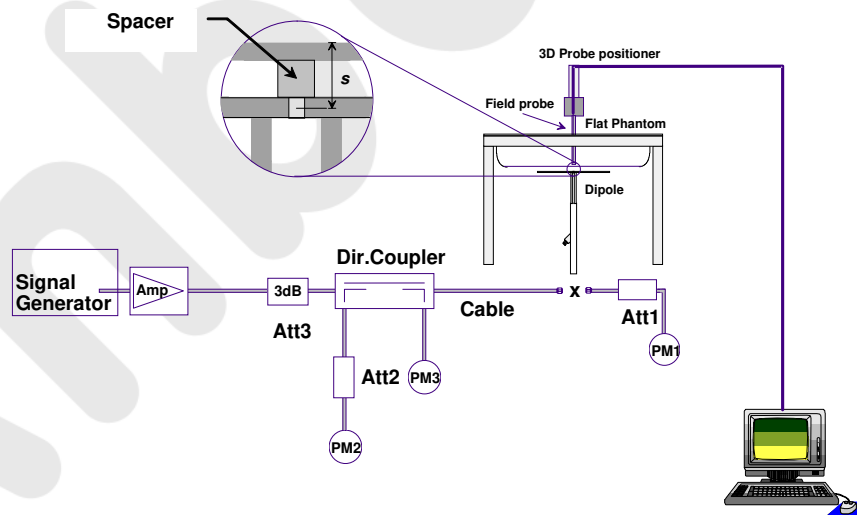 Spacer
s
3D Probe positioner
Field probe
Flat Phantom
Dipole
Signal
Generator
Amp
3dB
Att3
Dir.Coupler
Cable
x
Att1
PM1
Att2
PM3
PM2